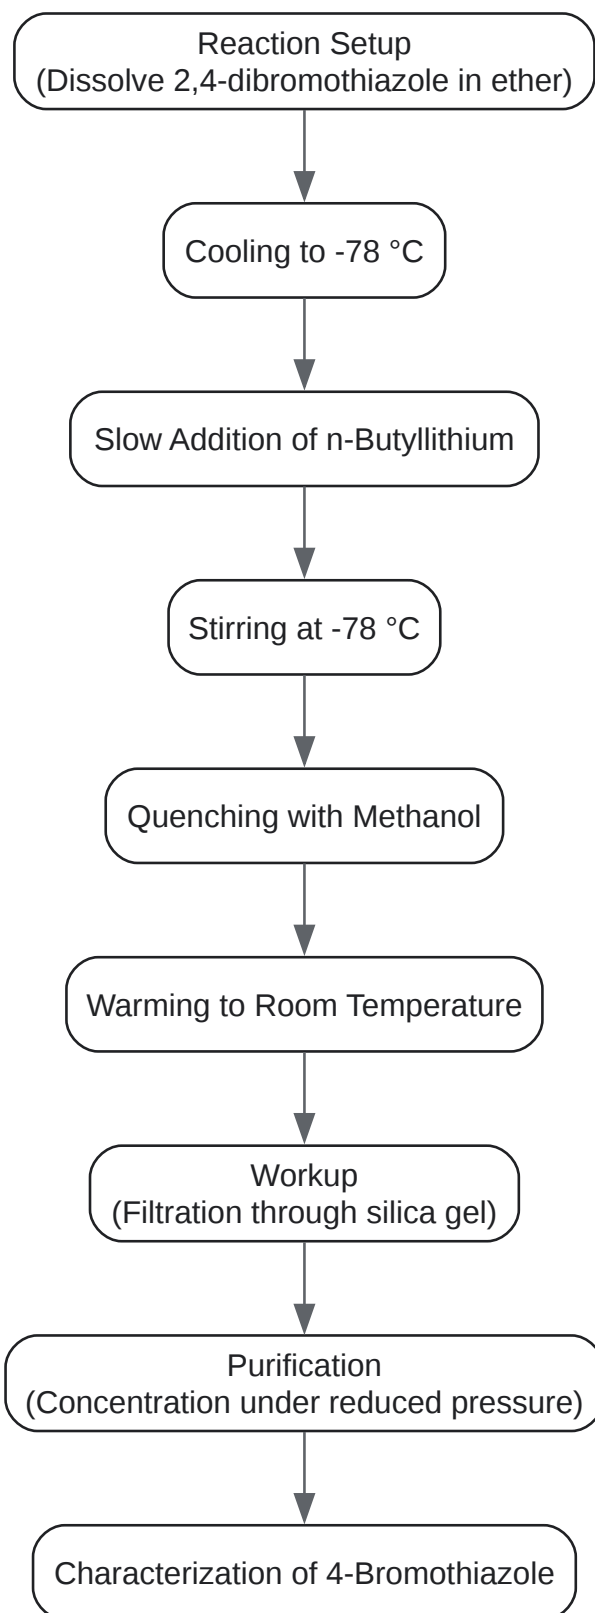 Reaction Setup
(Dissolve 2,4-dibromothiazole in ether)
Cooling to -78 °C
Slow Addition of n-Butyllithium
Stirring at -78 °C
Quenching with Methanol
Warming to Room Temperature
Workup
(Filtration through silica gel)
Purification
(Concentration under reduced pressure)
Characterization of 4-Bromothiazole